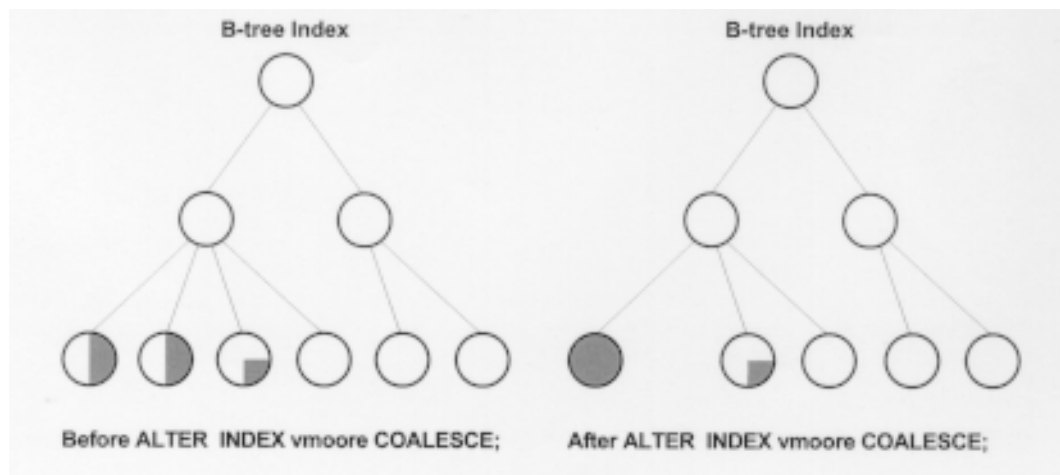 B-tree Index
B-tree Index
Before ALTER INDEX vmoore COALESCE;
After ALTER INDEX vmoore COALESCE;